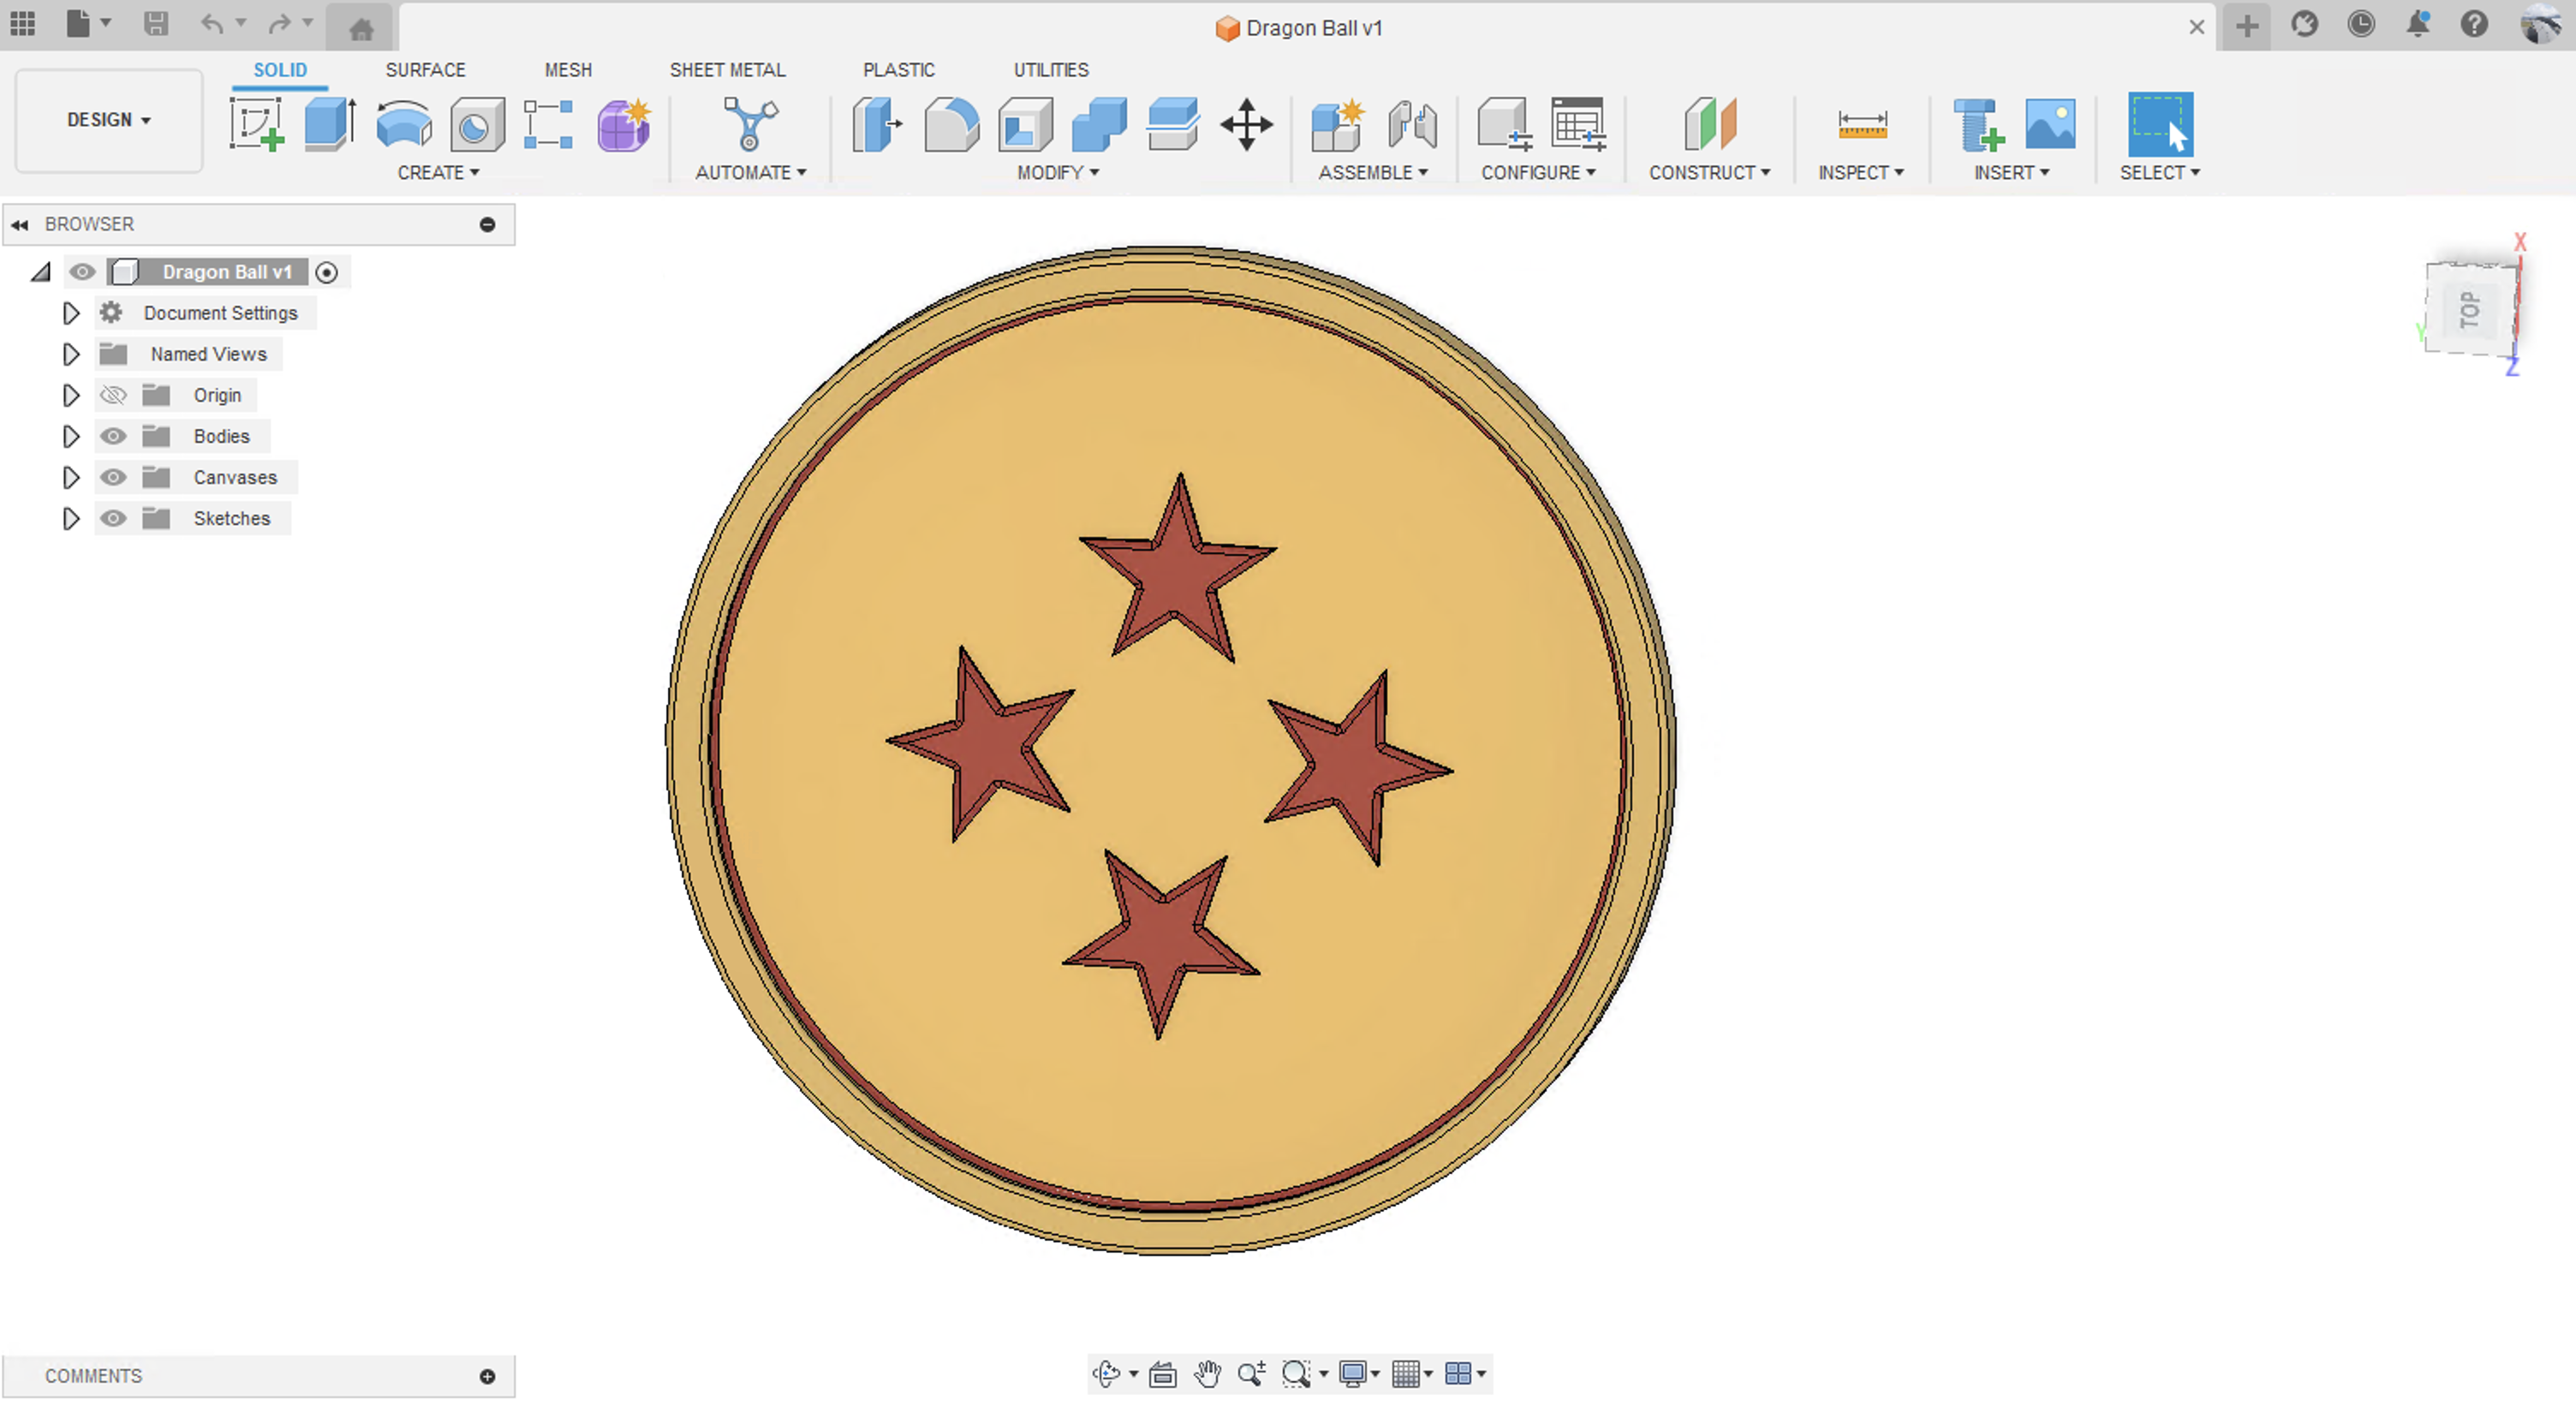 Dragon Ball v1
DESIGN
SOLID SURFACE MESH SHEET METAL PLASTIC UTILITIES
CREATE AUTOMATE MODIFY ASSEMBLE CONFIGURE CONSTRUCT INSPECT INSERT SELECT
BROWSER
Dragon Ball v1
Document Settings
Named Views
Origin
Bodies
Canvases
Sketches
X
TOP
Y
Z
COMMENTS